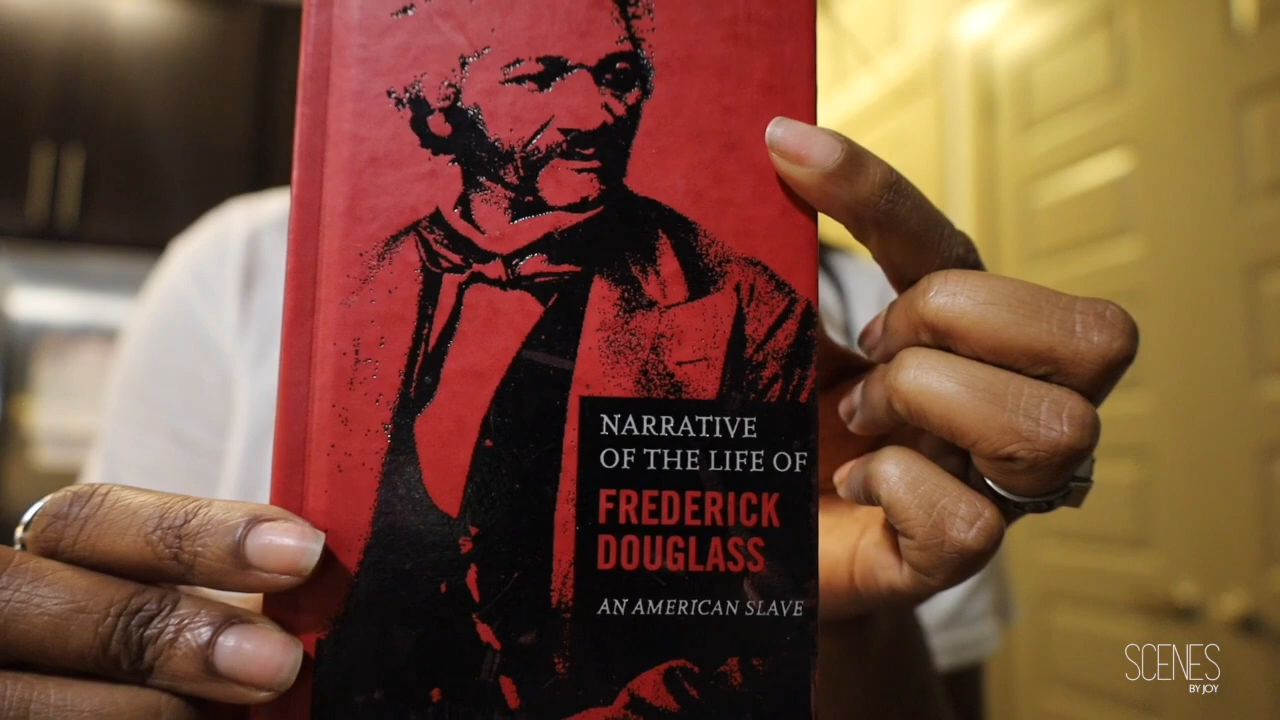 NARRATIVE
OF THE LIFE OF
FREDERICK
DOUGLASS
AN AMERICAN SLAVE
SCENES
BY JOY